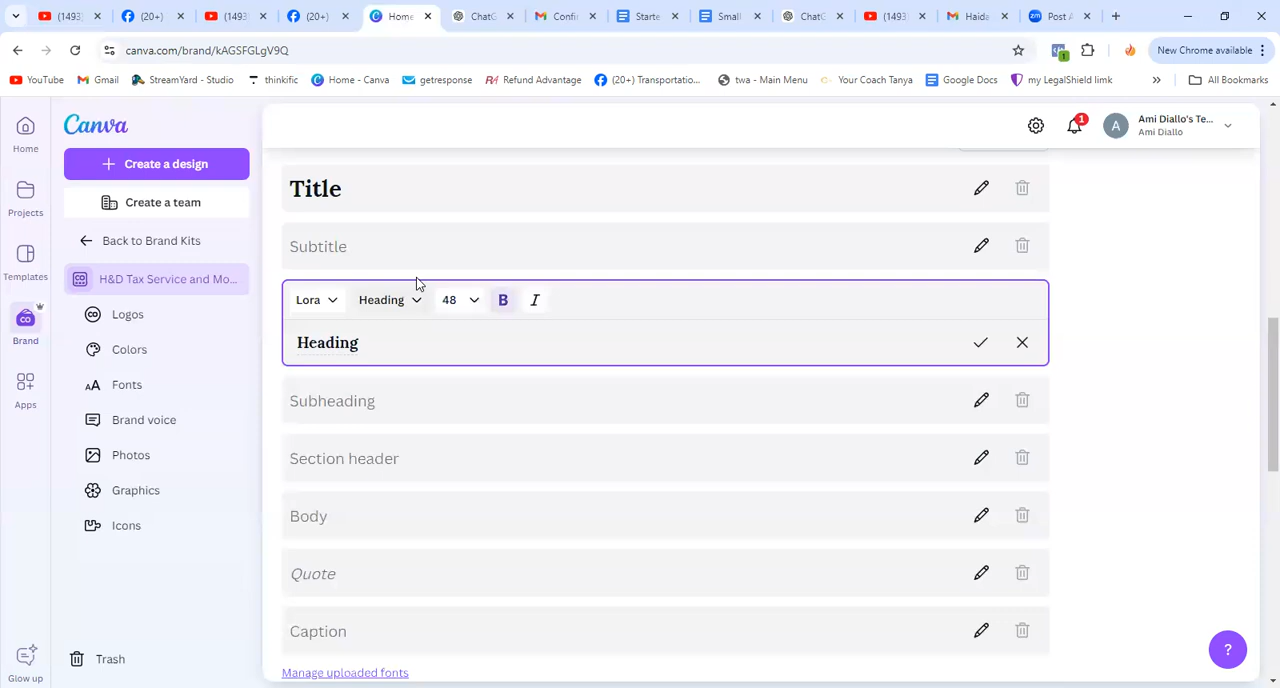 (1493)
(20+)
(1493)
(20+)
Home
ChatG
Confir
Starte
Small
ChatG
(1493)
Haida
Post A
canva.com/brand/kAGSFGLgV9Q
New Chrome available
YouTube
Gmail
StreamYard - Studio
thinkific
Home - Canva
getresponse
Refund Advantage
(20+) Transportatio...
twa - Main Menu
Your Coach Tanya
Google Docs
my LegalShield limk
All Bookmarks
Home
Projects
Templates
Brand
Apps
Glow up
Canva
Create a design
Create a team
Back to Brand Kits
H&D Tax Service and Mo...
Logos
Colors
Fonts
Brand voice
Photos
Graphics
Icons
Trash
1
A
Ami Diallo's Te...
Ami Diallo
Title
Subtitle
Lora
Heading
48
B
I
Heading
Subheading
Section header
Body
Quote
Caption
Manage uploaded fonts
?